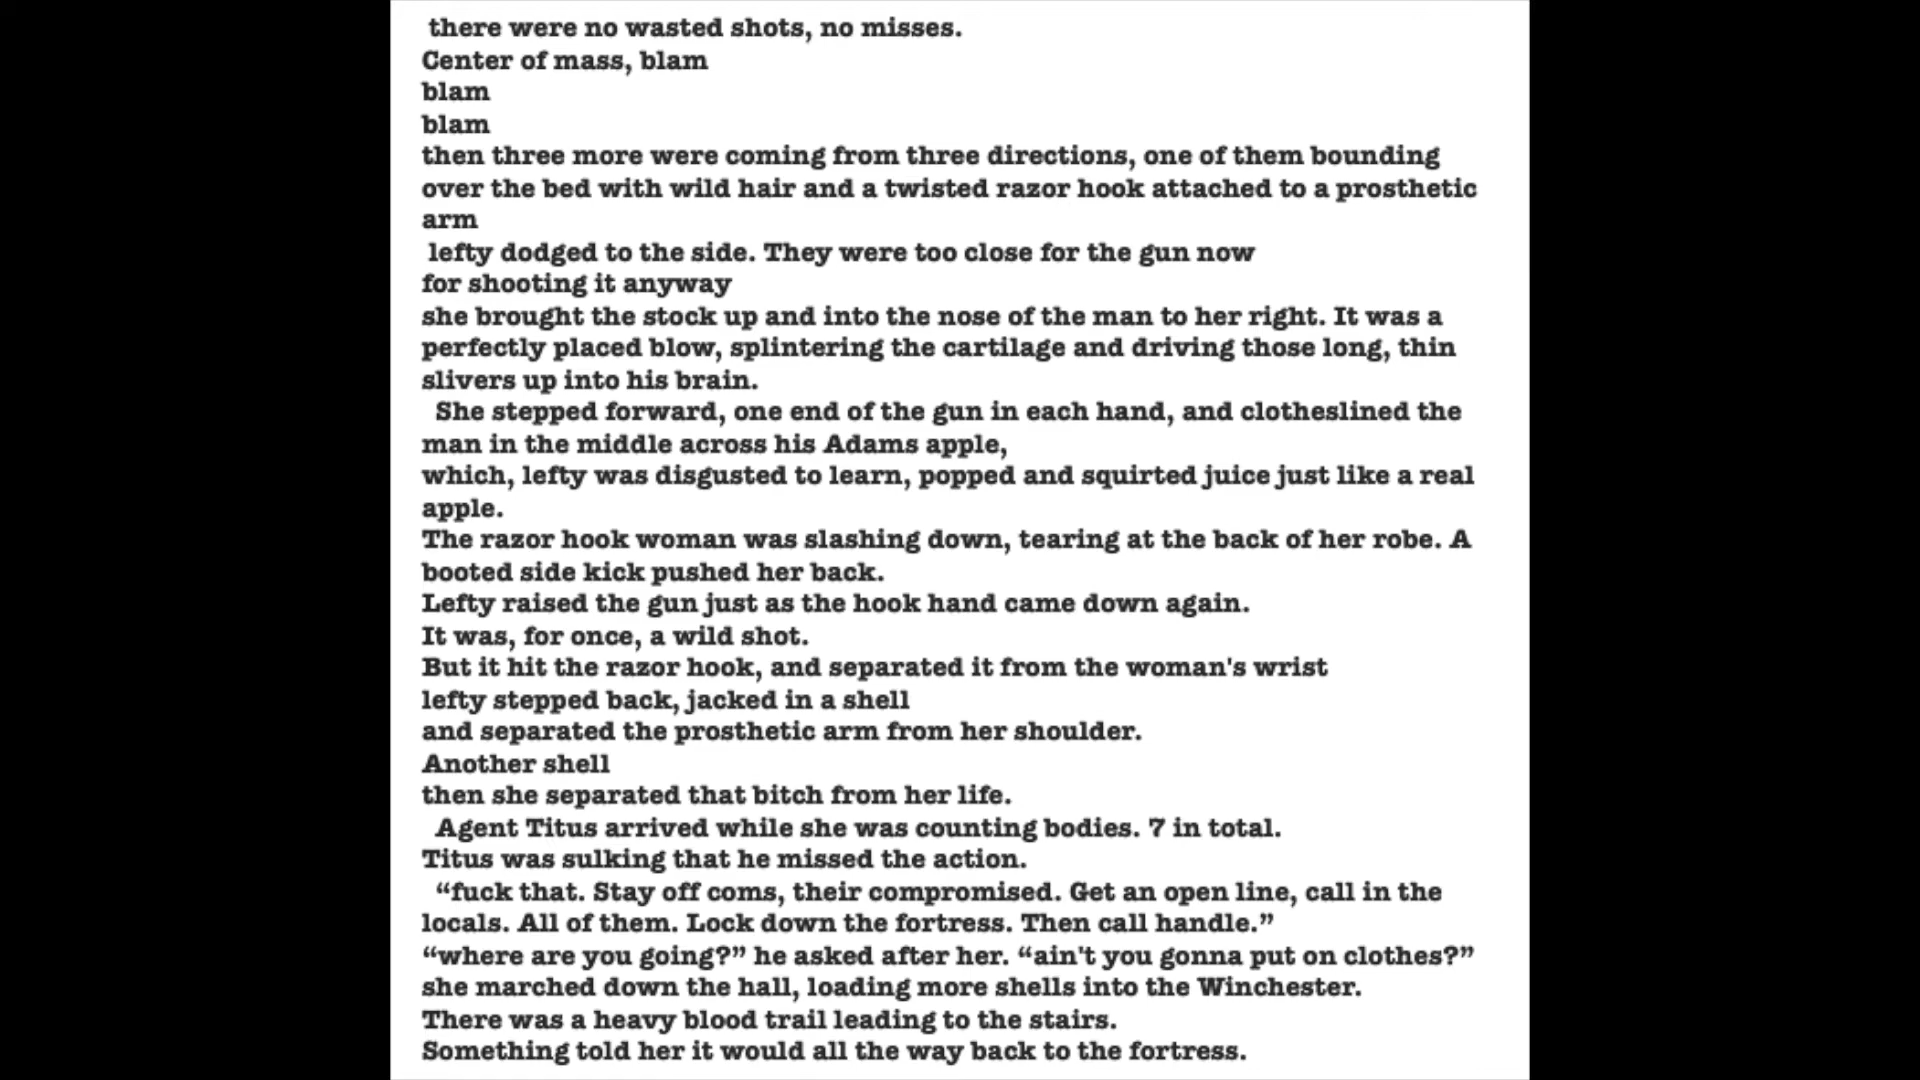 there were no wasted shots, no misses.
Center of mass, blam
blam
blam
then three more were coming from three directions, one of them bounding
over the bed with wild hair and a twisted razor hook attached to a prosthetic
arm
lefty dodged to the side. They were too close for the gun now
for shooting it anyway
she brought the stock up and into the nose of the man to her right. It was a
perfectly placed blow, splintering the cartilage and driving those long, thin
slivers up into his brain.
She stepped forward, one end of the gun in each hand, and clotheslined the
man in the middle across his Adams apple,
which, lefty was disgusted to learn, popped and squirted juice just like a real
apple.
The razor hook woman was slashing down, tearing at the back of her robe. A
booted side kick pushed her back.
Lefty raised the gun just as the hook hand came down again.
It was, for once, a wild shot.
But it hit the razor hook, and separated it from the woman's wrist
lefty stepped back, jacked in a shell
and separated the prosthetic arm from her shoulder.
Another shell
then she separated that bitch from her life.
Agent Titus arrived while she was counting bodies. 7 in total.
Titus was sulking that he missed the action.
“fuck that. Stay off coms, their compromised. Get an open line, call in the
locals. All of them. Lock down the fortress. Then call handle.”
“where are you going?” he asked after her. “ain't you gonna put on clothes?”
she marched down the hall, loading more shells into the Winchester.
There was a heavy blood trail leading to the stairs.
Something told her it would all the way back to the fortress.